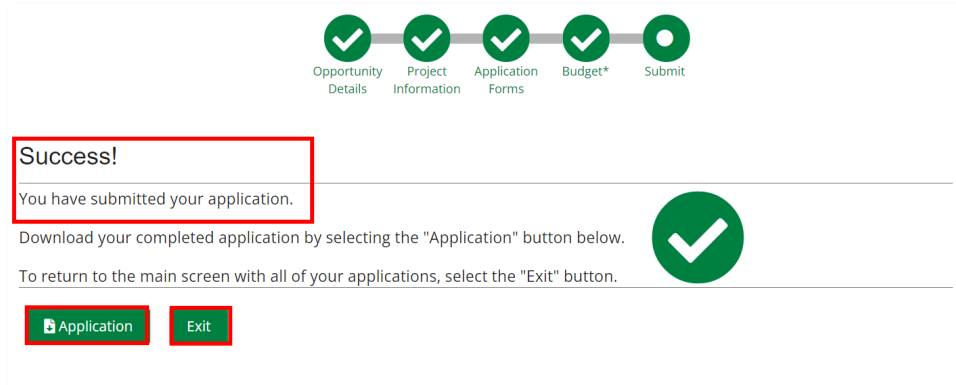 Opportunity Details
Project Information
Application Forms
Budget*
Submit
Success!
You have submitted your application.
Download your completed application by selecting the "Application" button below.
To return to the main screen with all of your applications, select the "Exit" button.
Application
Exit